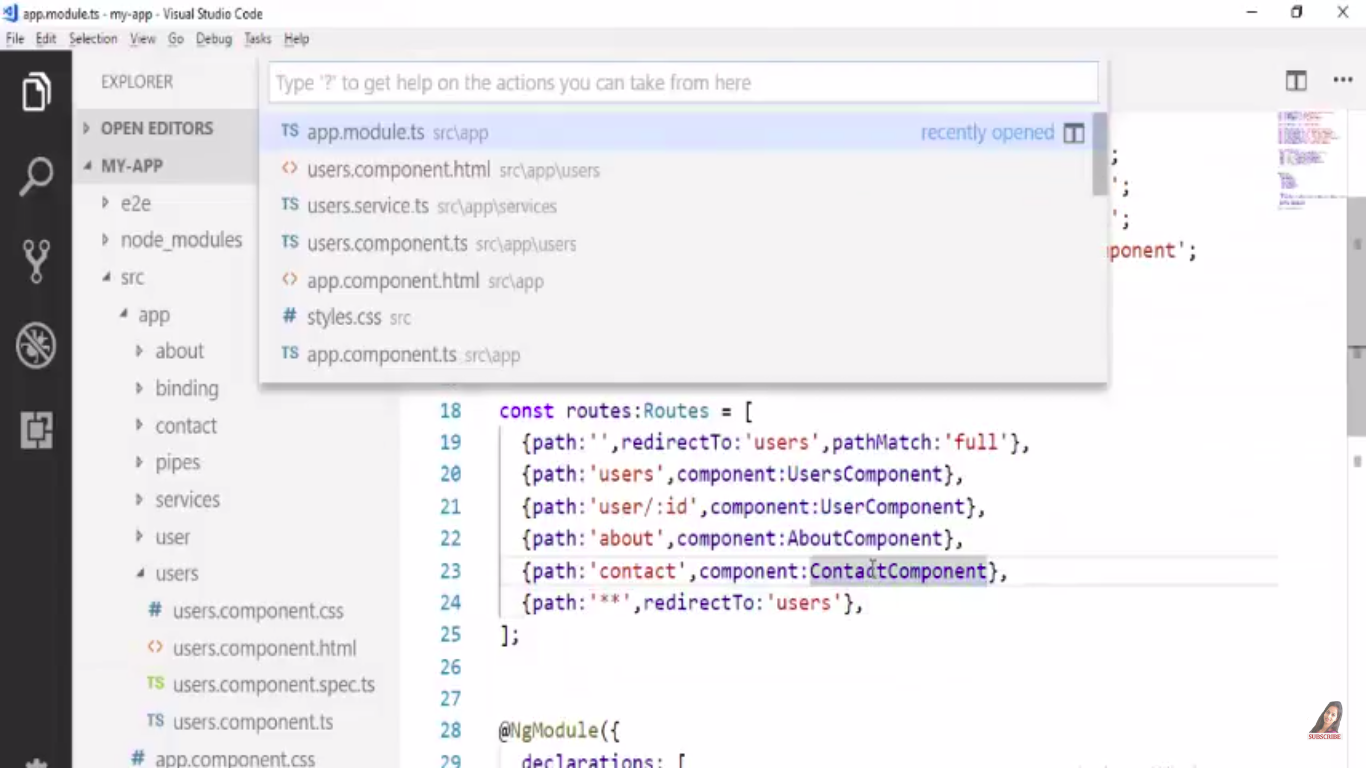 app.module.ts - my-app - Visual Studio Code
File Edit Selection View Go Debug Tasks Help
EXPLORER
OPEN EDITORS
MY-APP
e2e
node_modules
src
app
about
binding
contact
pipes
services
user
users
# users.component.css
<> users.component.html
TS users.component.spec.ts
TS users.component.ts
# app.component.css
Type '?' to get help on the actions you can take from here
TS app.module.ts src\app recently opened
<> users.component.html src\app\users
TS users.service.ts src\app\services
TS users.component.ts src\app\users
<> app.component.html src\app
# styles.css src
TS app.component.ts src\app
;
';
';
ponent';
18 const routes:Routes = [
19 {path:'',redirectTo:'users',pathMatch:'full'},
20 {path:'users',component:UsersComponent},
21 {path:'user/:id',component:UserComponent},
22 {path:'about',component:AboutComponent},
23 {path:'contact',component:ContactComponent},
24 {path:'**',redirectTo:'users'},
25 ];
26
27
28 @NgModule({
29 declarations: [
SUBSCRIBE